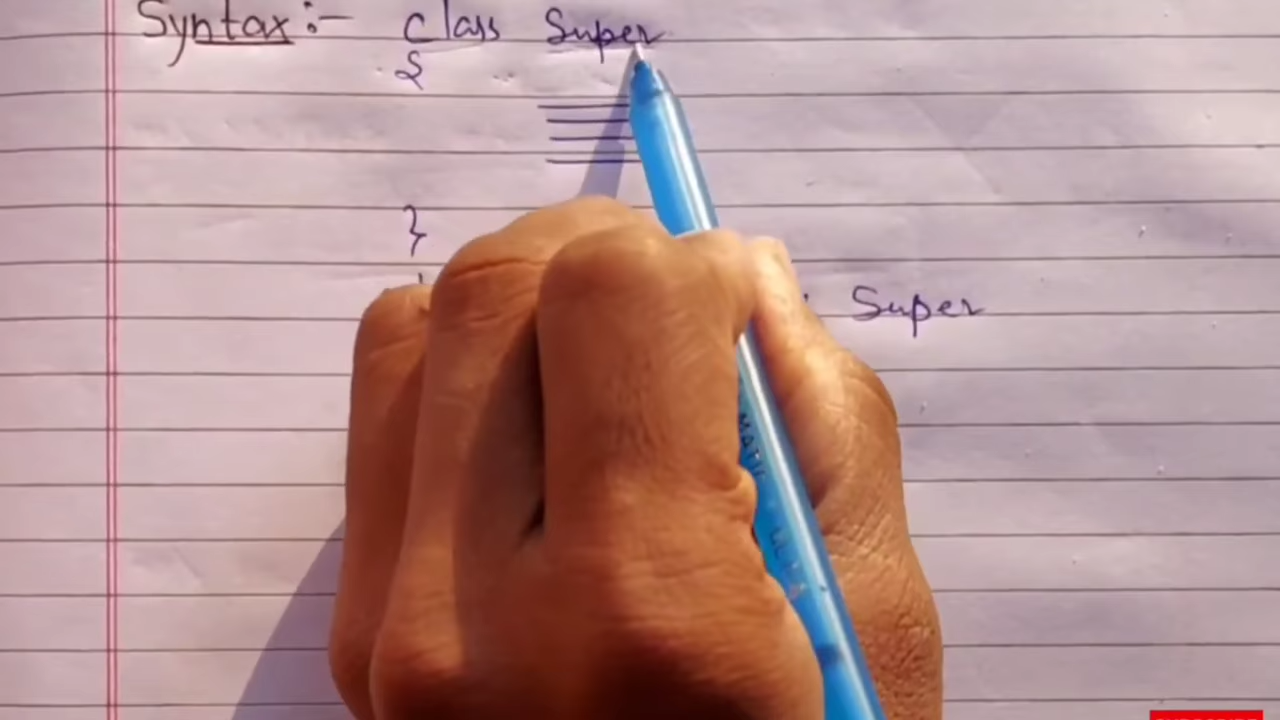 Syntax :- class Super
{
}
Super